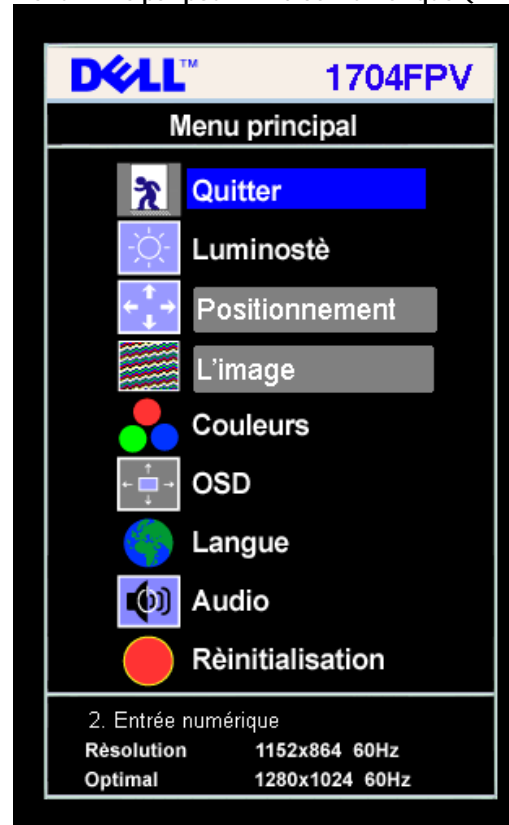 DELL™ 1704FPV
Menu principal
Quitter
Luminostè
Positionnement
L'image
Couleurs
OSD
Langue
Audio
Rèinitialisation
2. Entrée numérique
Rèsolution 1152x864 60Hz
Optimal 1280x1024 60Hz